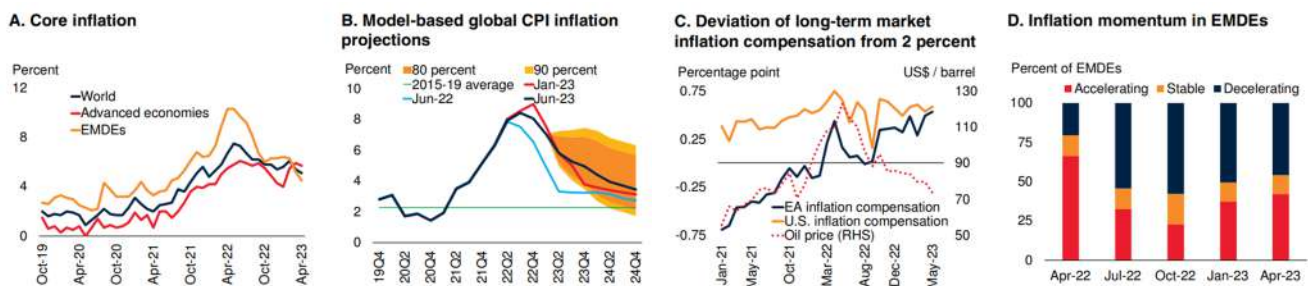 A. Core inflation
Percent
12
8
4
0
World
Advanced economies
EMDEs
Oct-19
Apr-20
Oct-20
Apr-21
Oct-21
Apr-22
Oct-22
Apr-23
B. Model-based global CPI inflation
projections
Percent
80 percent
90 percent
2015-19 average
Jan-23
Jun-22
Jun-23
10
8
6
4
2
0
19Q4
20Q2
20Q4
21Q2
21Q4
22Q2
22Q4
23Q2
23Q4
24Q2
24Q4
C. Deviation of long-term market
inflation compensation from 2 percent
Percentage point
US$ / barrel
0.75
0.25
-0.25
-0.75
130
110
90
70
50
EA inflation compensation
U.S. inflation compensation
Oil price (RHS)
Jan-21
May-21
Oct-21
Mar-22
Aug-22
Dec-22
May-23
D. Inflation momentum in EMDEs
Percent of EMDEs
Accelerating
Stable
Decelerating
100
75
50
25
0
Apr-22
Jul-22
Oct-22
Jan-23
Apr-23